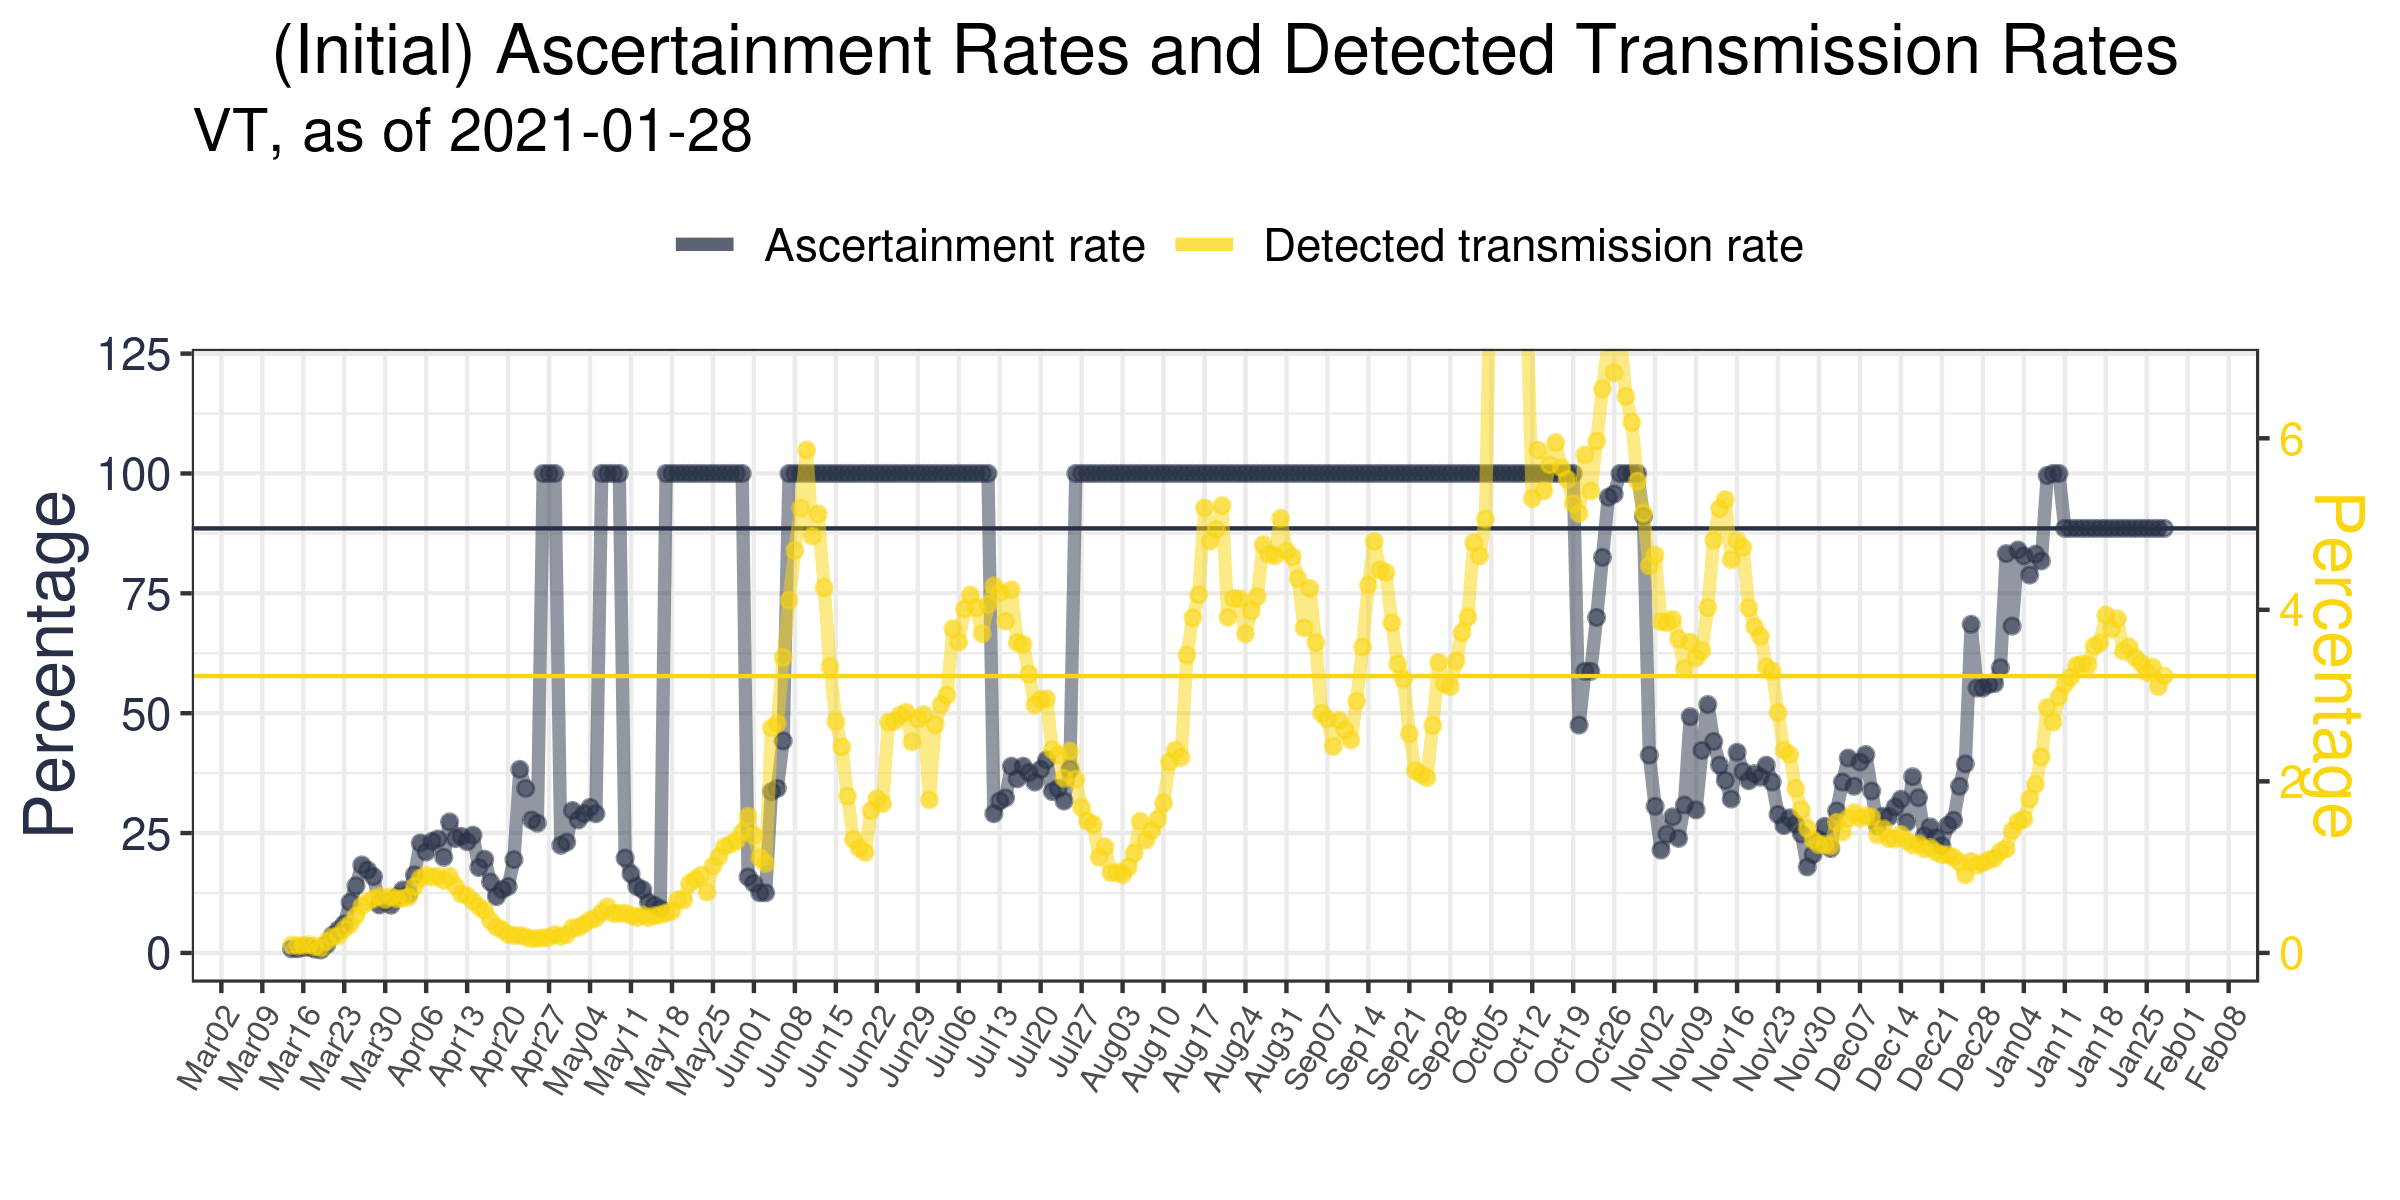 (Initial) Ascertainment Rates and Detected Transmission Rates
VT, as of 2021-01-28
Ascertainment rate
Detected transmission rate
Percentage
125
100
75
50
25
0
6
4
2
0
Percentage
Mar02
Mar09
Mar16
Mar23
Mar30
Apr06
Apr13
Apr20
Apr27
May04
May11
May18
May25
Jun01
Jun08
Jun15
Jun22
Jun29
Jul06
Jul13
Jul20
Jul27
Aug03
Aug10
Aug17
Aug24
Aug31
Sep07
Sep14
Sep21
Sep28
Oct05
Oct12
Oct19
Oct26
Nov02
Nov09
Nov16
Nov23
Nov30
Dec07
Dec14
Dec21
Dec28
Jan04
Jan11
Jan18
Jan25
Feb01
Feb08